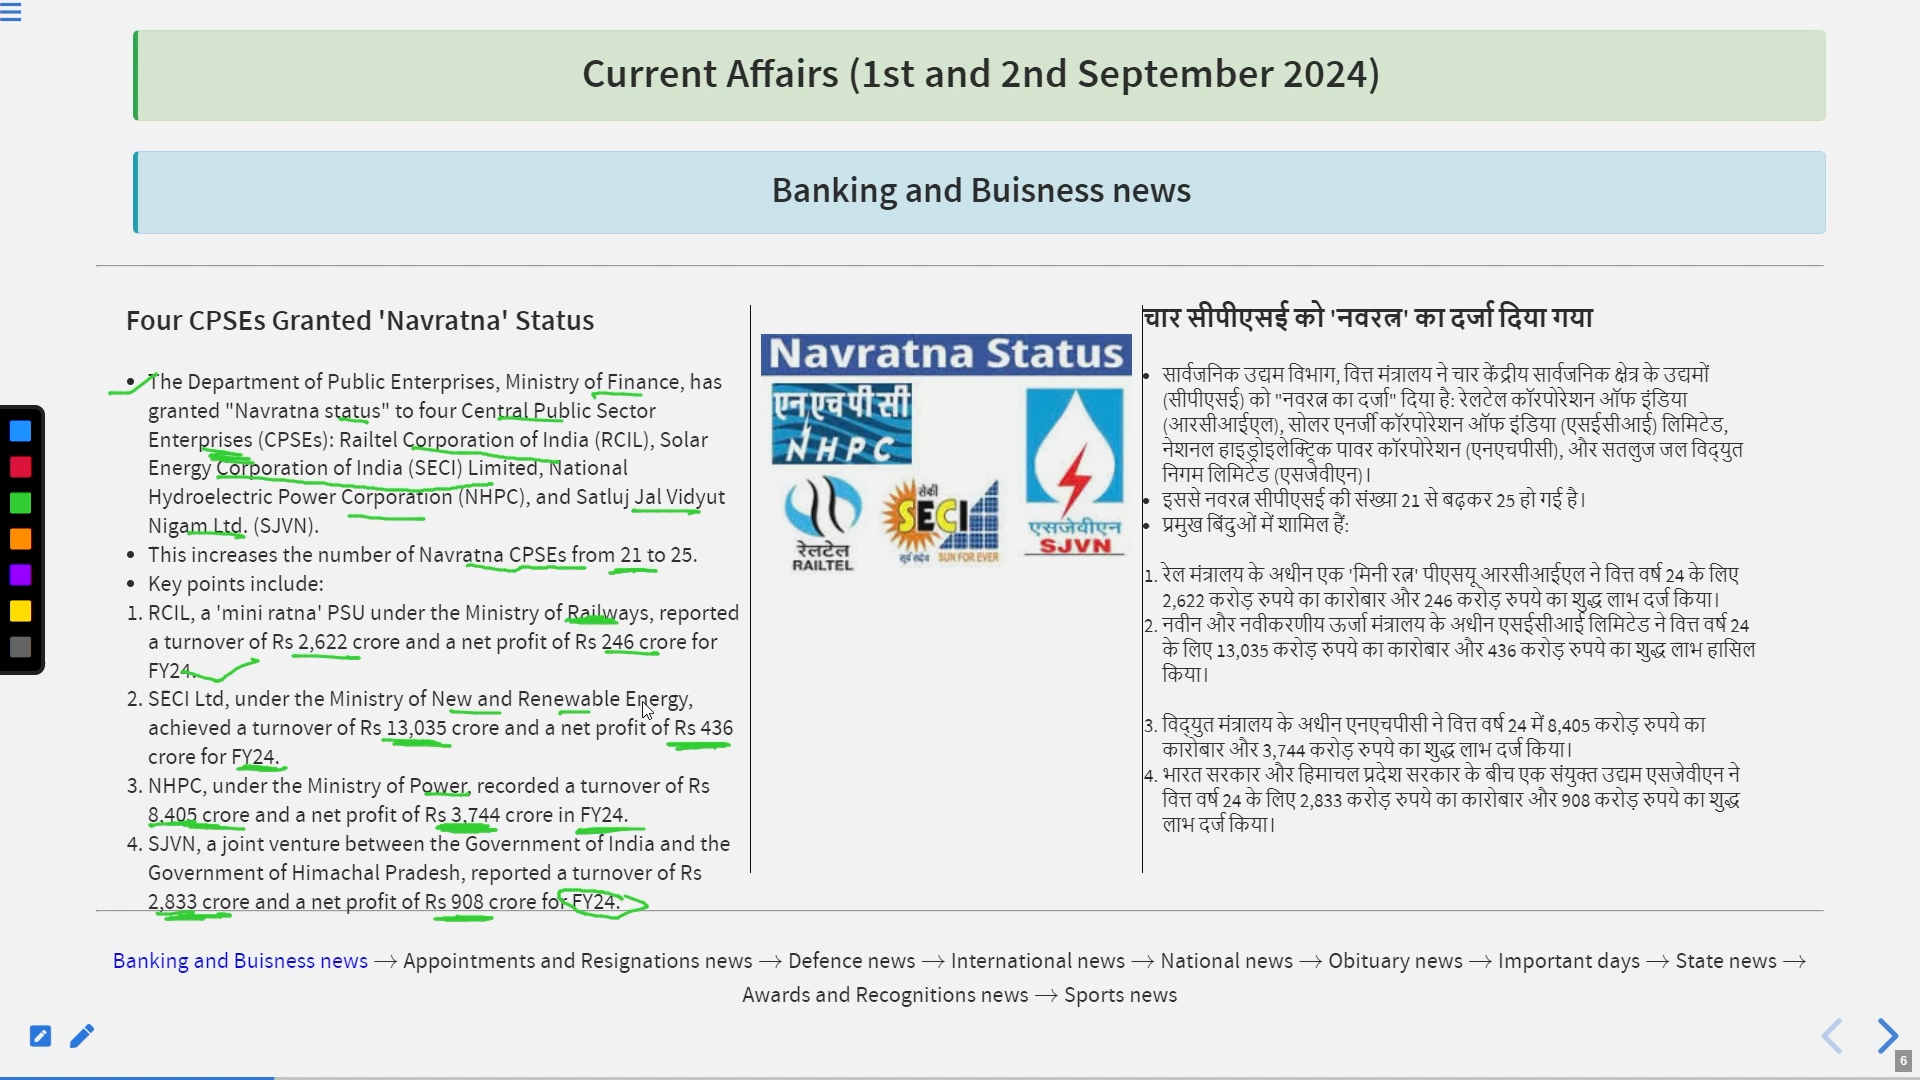 Current Affairs (1st and 2nd September 2024)
Banking and Buisness news
Four CPSEs Granted 'Navratna' Status
• The Department of Public Enterprises, Ministry of Finance, has
granted "Navratna status" to four Central Public Sector
Enterprises (CPSEs): Railtel Corporation of India (RCIL), Solar
Energy Corporation of India (SECI) Limited, National
Hydroelectric Power Corporation (NHPC), and Satluj Jal Vidyut
Nigam Ltd. (SJVN).
• This increases the number of Navratna CPSEs from 21 to 25.
• Key points include:
1. RCIL, a 'mini ratna' PSU under the Ministry of Railways, reported
a turnover of Rs 2,622 crore and a net profit of Rs 246 crore for
FY24.
2. SECI Ltd, under the Ministry of New and Renewable Energy,
achieved a turnover of Rs 13,035 crore and a net profit of Rs 436
crore for FY24.
3. NHPC, under the Ministry of Power, recorded a turnover of Rs
8,405 crore and a net profit of Rs 3,744 crore in FY24.
4. SJVN, a joint venture between the Government of India and the
Government of Himachal Pradesh, reported a turnover of Rs
2,833 crore and a net profit of Rs 908 crore for FY24.
Navratna Status
एन एच पी सी
NHPC
रेलटेल
RAILTEL
सेकी
SECI
सूर्य सदैव SUN FOR EVER
एसजेवीएन
SJVN
चार सीपीएसई को 'नवरत्न' का दर्जा दिया गया
• सार्वजनिक उद्यम विभाग, वित्त मंत्रालय ने चार केंद्रीय सार्वजनिक क्षेत्र के उद्यमों
(सीपीएसई) को "नवरत्न का दर्जा" दिया है: रेलटेल कॉरपोरेशन ऑफ इंडिया
(आरसीआईएल), सोलर एनर्जी कॉरपोरेशन ऑफ इंडिया (एसईसीआई) लिमिटेड,
नेशनल हाइड्रोइलेक्ट्रिक पावर कॉरपोरेशन (एनएचपीसी), और सतलुज जल विद्युत
निगम लिमिटेड (एसजेवीएन)।
• इससे नवरत्न सीपीएसई की संख्या 21 से बढ़कर 25 हो गई है।
• प्रमुख बिंदुओं में शामिल हैं:
1. रेल मंत्रालय के अधीन एक 'मिनी रत्न' पीएसयू आरसीआईएल ने वित्त वर्ष 24 के लिए
2,622 करोड़ रुपये का कारोबार और 246 करोड़ रुपये का शुद्ध लाभ दर्ज किया।
2. नवीन और नवीकरणीय ऊर्जा मंत्रालय के अधीन एसईसीआई लिमिटेड ने वित्त वर्ष 24
के लिए 13,035 करोड़ रुपये का कारोबार और 436 करोड़ रुपये का शुद्ध लाभ हासिल
किया।
3. विद्युत मंत्रालय के अधीन एनएचपीसी ने वित्त वर्ष 24 में 8,405 करोड़ रुपये का
कारोबार और 3,744 करोड़ रुपये का शुद्ध लाभ दर्ज किया।
4. भारत सरकार और हिमाचल प्रदेश सरकार के बीच एक संयुक्त उद्यम एसजेवीएन ने
वित्त वर्ष 24 के लिए 2,833 करोड़ रुपये का कारोबार और 908 करोड़ रुपये का शुद्ध
लाभ दर्ज किया।
Banking and Buisness news → Appointments and Resignations news → Defence news → International news → National news → Obituary news → Important days → State news →
Awards and Recognitions news → Sports news
6